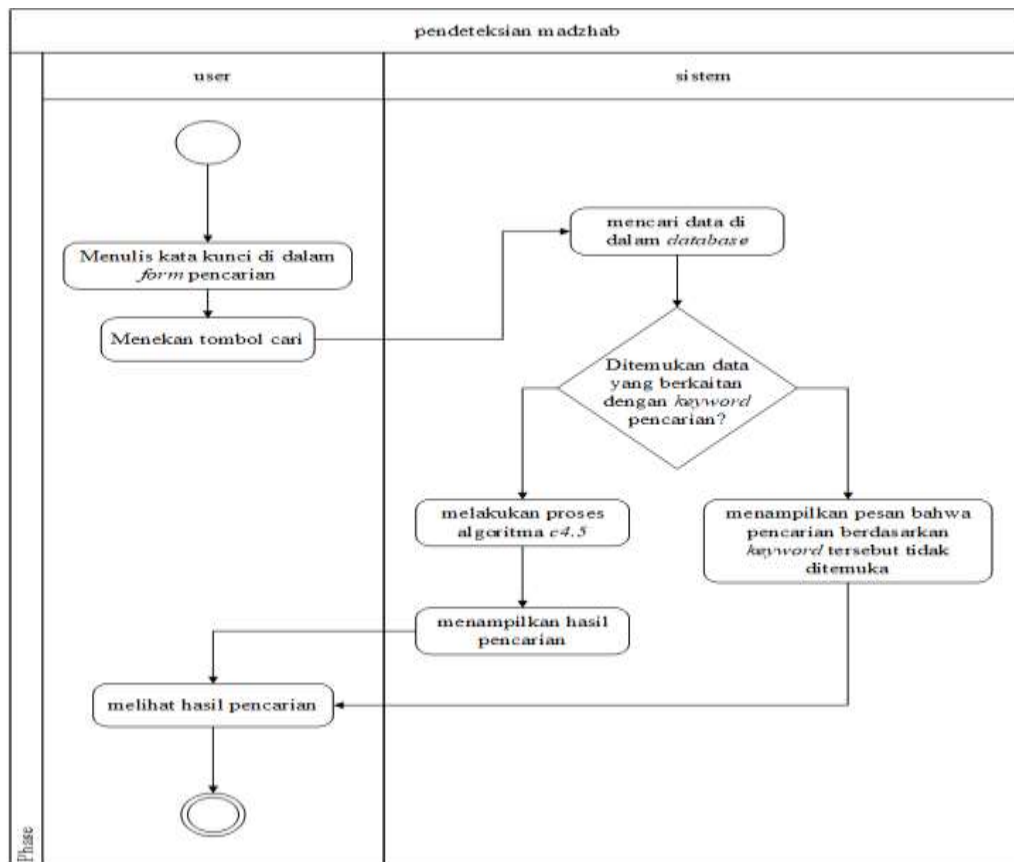 pendeteksian madzhab
user
sistem
Menulis kata kunci di dalam
form pencarian
Menekan tombol cari
mencari data di
dalam database
Ditemukan data
yang berkaitan
dengan keyword
pencarian?
melakukan proses
algoritma c4.5
menampilkan pesan bahwa
pencarian berdasarkan
keyword tersebut tidak
ditemuka
menampilkan hasil
pencarian
melihat hasil pencarian
Phase